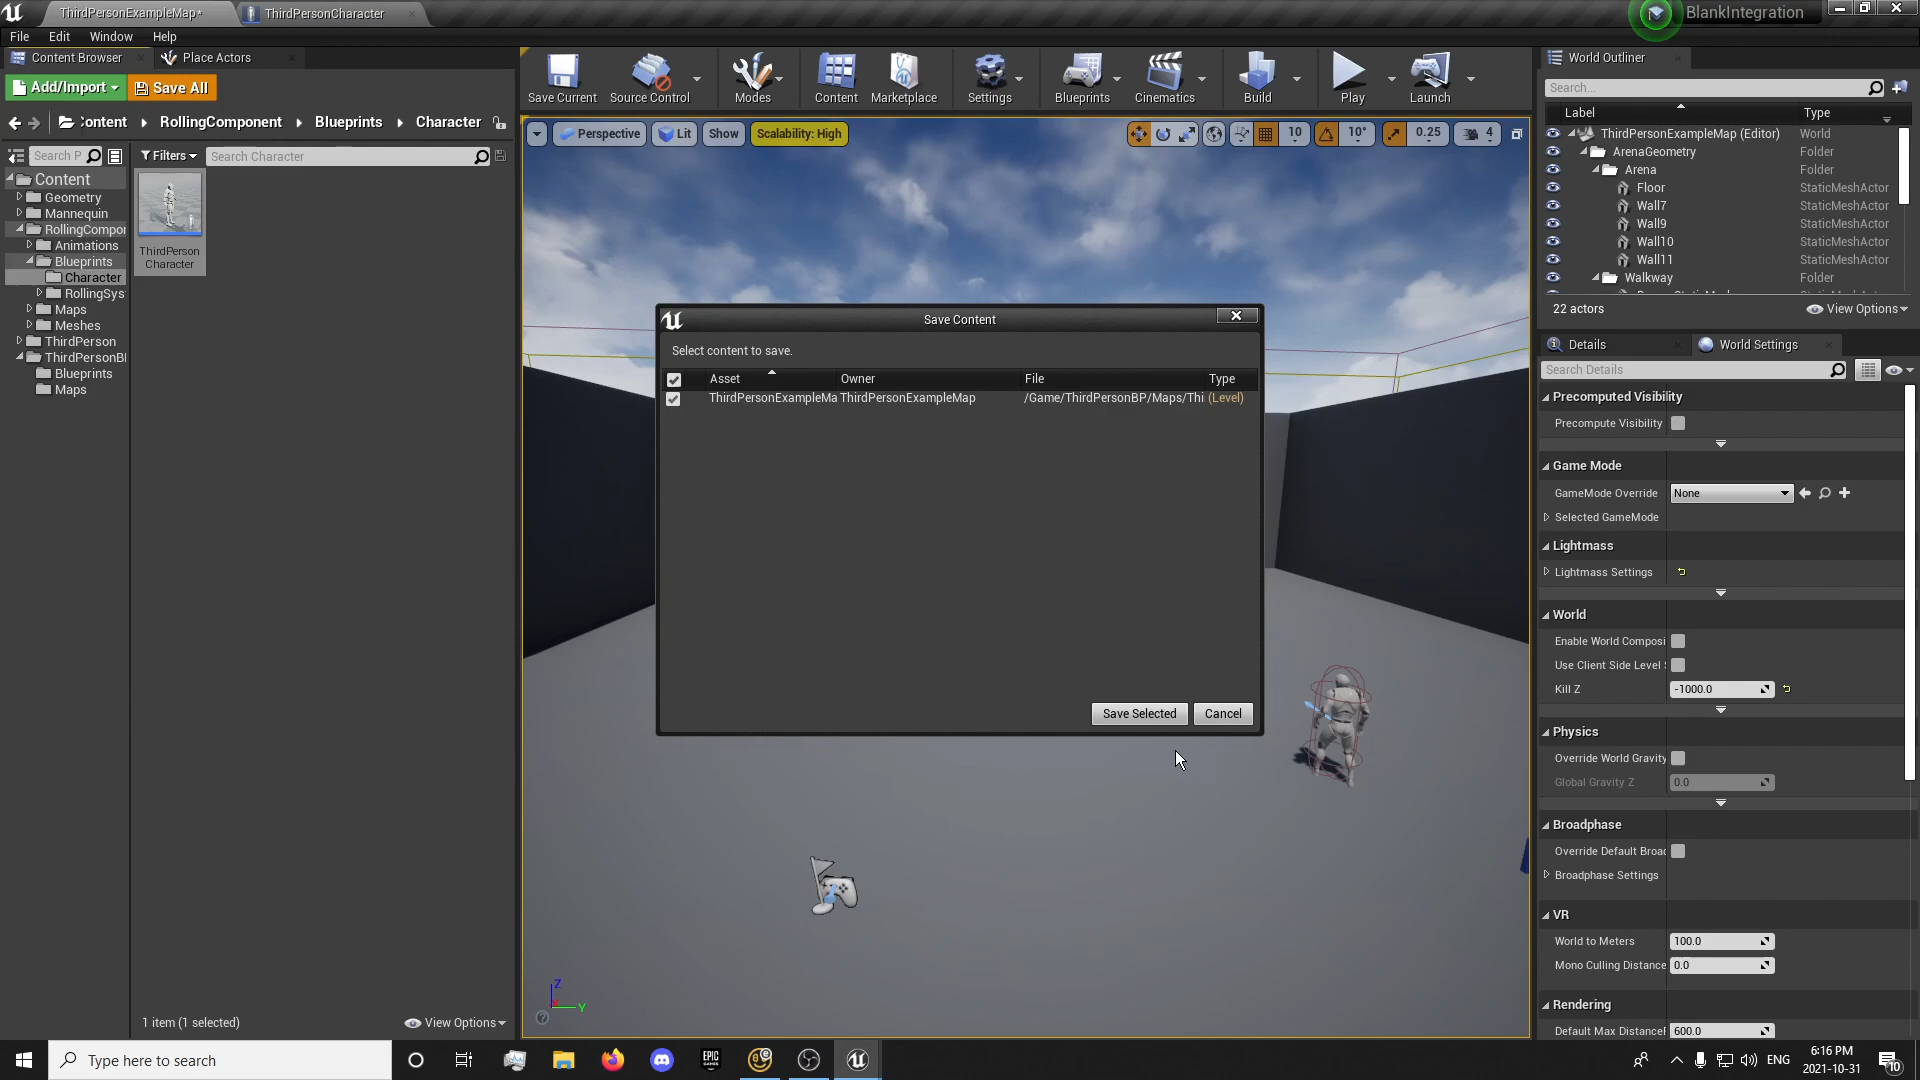 ThirdPersonExampleMap*
ThirdPersonCharacter
BlankIntegration
File Edit Window Help
Content Browser
Place Actors
World Outliner
Add/Import
Save All
Save Current
Source Control
Modes
Content
Marketplace
Settings
Blueprints
Cinematics
Build
Play
Launch
Search...
Label Type
:ontent RollingComponent Blueprints Character
Perspective Lit Show Scalability: High
10 10° 0.25 4
Search P
Filters
Search Character
Content
Geometry
Mannequin
RollingCompor
Animations
Blueprints
Character
RollingSys
Maps
Meshes
ThirdPerson
ThirdPersonBI
Blueprints
Maps
ThirdPerson
Character
ThirdPersonExampleMap (Editor) World
ArenaGeometry Folder
Arena Folder
Floor StaticMeshActor
Wall7 StaticMeshActor
Wall9 StaticMeshActor
Wall10 StaticMeshActor
Wall11 StaticMeshActor
Walkway Folder
22 actors
View Options
Save Content
Select content to save.
Asset Owner File Type
ThirdPersonExampleMa ThirdPersonExampleMap /Game/ThirdPersonBP/Maps/Thi (Level)
Save Selected Cancel
Details
World Settings
Search Details
Precomputed Visibility
Precompute Visibility
Game Mode
GameMode Override None
Selected GameMode
Lightmass
Lightmass Settings
World
Enable World Composi
Use Client Side Level
Kill Z -1000.0
Physics
Override World Gravity
Global Gravity Z 0.0
Broadphase
Override Default Broad
Broadphase Settings
VR
World to Meters 100.0
Mono Culling Distance 0.0
Rendering
Default Max DistanceF 600.0
Z
Y
1 item (1 selected)
View Options
Type here to search
EPIC
GAMES
ENG
6:16 PM
2021-10-31
10